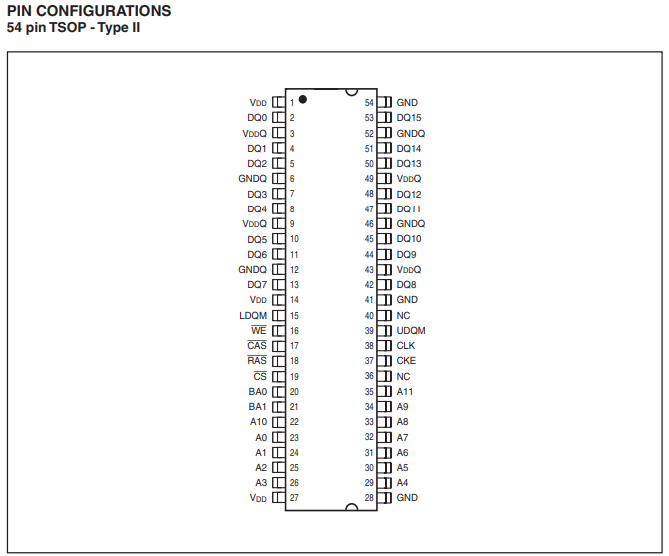 PIN CONFIGURATIONS
54 pin TSOP - Type II
VDD 1 54 GND
DQ0 2 53 DQ15
VDDQ 3 52 GNDQ
DQ1 4 51 DQ14
DQ2 5 50 DQ13
GNDQ 6 49 VDDQ
DQ3 7 48 DQ12
DQ4 8 47 DQ11
VDDQ 9 46 GNDQ
DQ5 10 45 DQ10
DQ6 11 44 DQ9
GNDQ 12 43 VDDQ
DQ7 13 42 DQ8
VDD 14 41 GND
LDQM 15 40 NC
WE 16 39 UDQM
CAS 17 38 CLK
RAS 18 37 CKE
CS 19 36 NC
BA0 20 35 A11
BA1 21 34 A9
A10 22 33 A8
A0 23 32 A7
A1 24 31 A6
A2 25 30 A5
A3 26 29 A4
VDD 27 28 GND